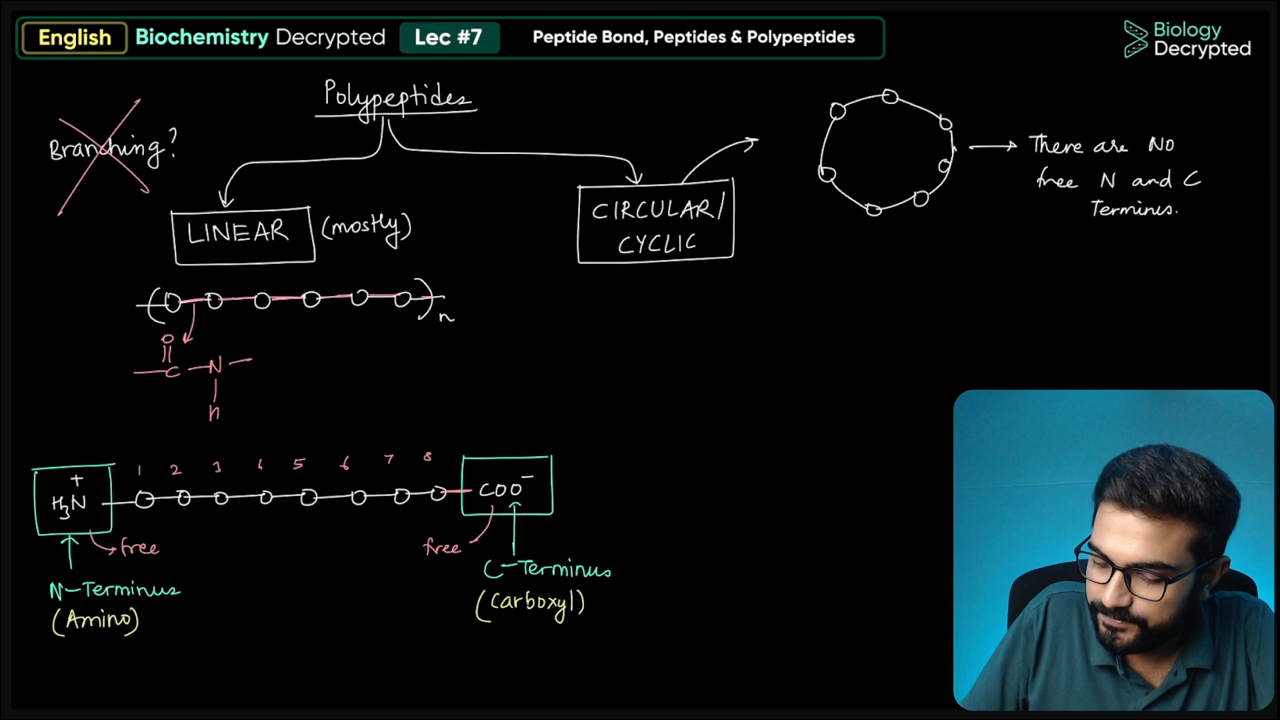 English Biochemistry Decrypted Lec #7 Peptide Bond, Peptides & Polypeptides
Biology
Decrypted
Polypeptides
Branching?
LINEAR (mostly)
CIRCULAR/
CYCLIC
There are NO
free N and C
Terminus.
n
O
C N
H
1 2 3 4 5 6 7 8
H3N+
COO−
free
free
N-Terminus
(Amino)
C-Terminus
(Carboxyl)